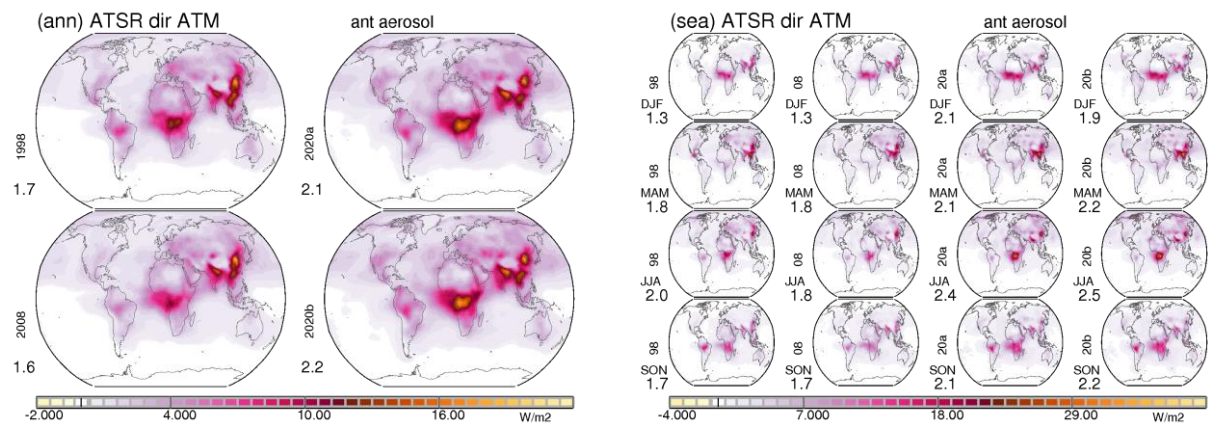 (ann) ATSR dir ATM ant aerosol
1998
1.7
2020a
2.1
2008
1.6
2020b
2.2
-2.000 4.000 10.00 16.00 W/m2
(sea) ATSR dir ATM ant aerosol
98
DJF
1.3
08
DJF
1.3
20a
DJF
2.1
20b
DJF
1.9
98
MAM
1.8
08
MAM
1.8
20a
MAM
2.1
20b
MAM
2.2
98
JJA
2.0
08
JJA
1.8
20a
JJA
2.4
20b
JJA
2.5
98
SON
1.7
08
SON
1.7
20a
SON
2.1
20b
SON
2.2
-4.000 7.000 18.00 29.00 W/m2